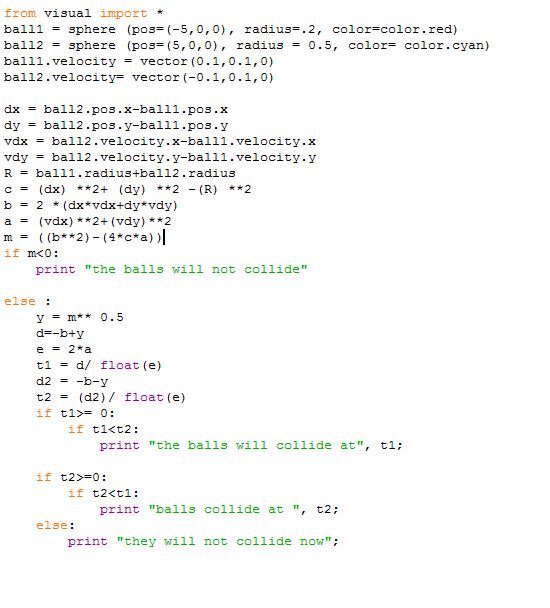 from visual import *
ball1 = sphere (pos=(-5,0,0), radius=.2, color=color.red)
ball2 = sphere (pos=(5,0,0), radius = 0.5, color= color.cyan)
ball1.velocity = vector(0.1,0.1,0)
ball2.velocity= vector(-0.1,0.1,0)

dx = ball2.pos.x-ball1.pos.x
dy = ball2.pos.y-ball1.pos.y
vdx = ball2.velocity.x-ball1.velocity.x
vdy = ball2.velocity.y-ball1.velocity.y
R = ball1.radius+ball2.radius
c = (dx) **2+ (dy) **2 -(R) **2
b = 2 *(dx*vdx+dy*vdy)
a = (vdx)**2+(vdy)**2
m = ((b**2)-(4*c*a))
if m<0:
    print "the balls will not collide"

else :
    y = m** 0.5
    d=-b+y
    e = 2*a
    t1 = d/ float(e)
    d2 = -b-y
    t2 = (d2)/ float(e)
    if t1>= 0:
        if t1<t2:
            print "the balls will collide at", t1;

    if t2>=0:
        if t2<t1:
            print "balls collide at ", t2;
    else:
        print "they will not collide now";